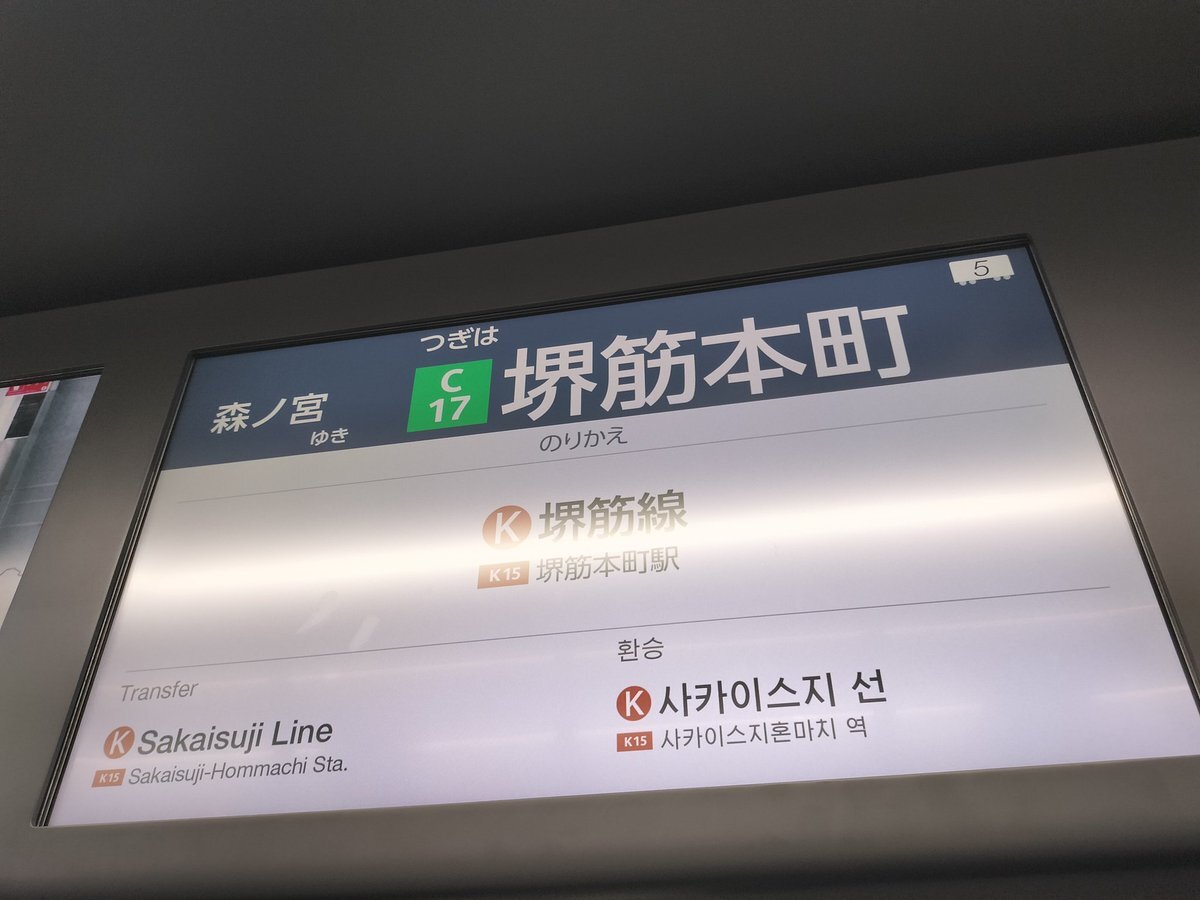 5
つぎは
森ノ宮
ゆき
C
17
堺筋本町
のりかえ
K 堺筋線
K15 堺筋本町駅
Transfer
K Sakaisuji Line
K15 Sakaisuji-Hommachi Sta.
환승
K 사카이스지 선
K15 사카이스지혼마치 역